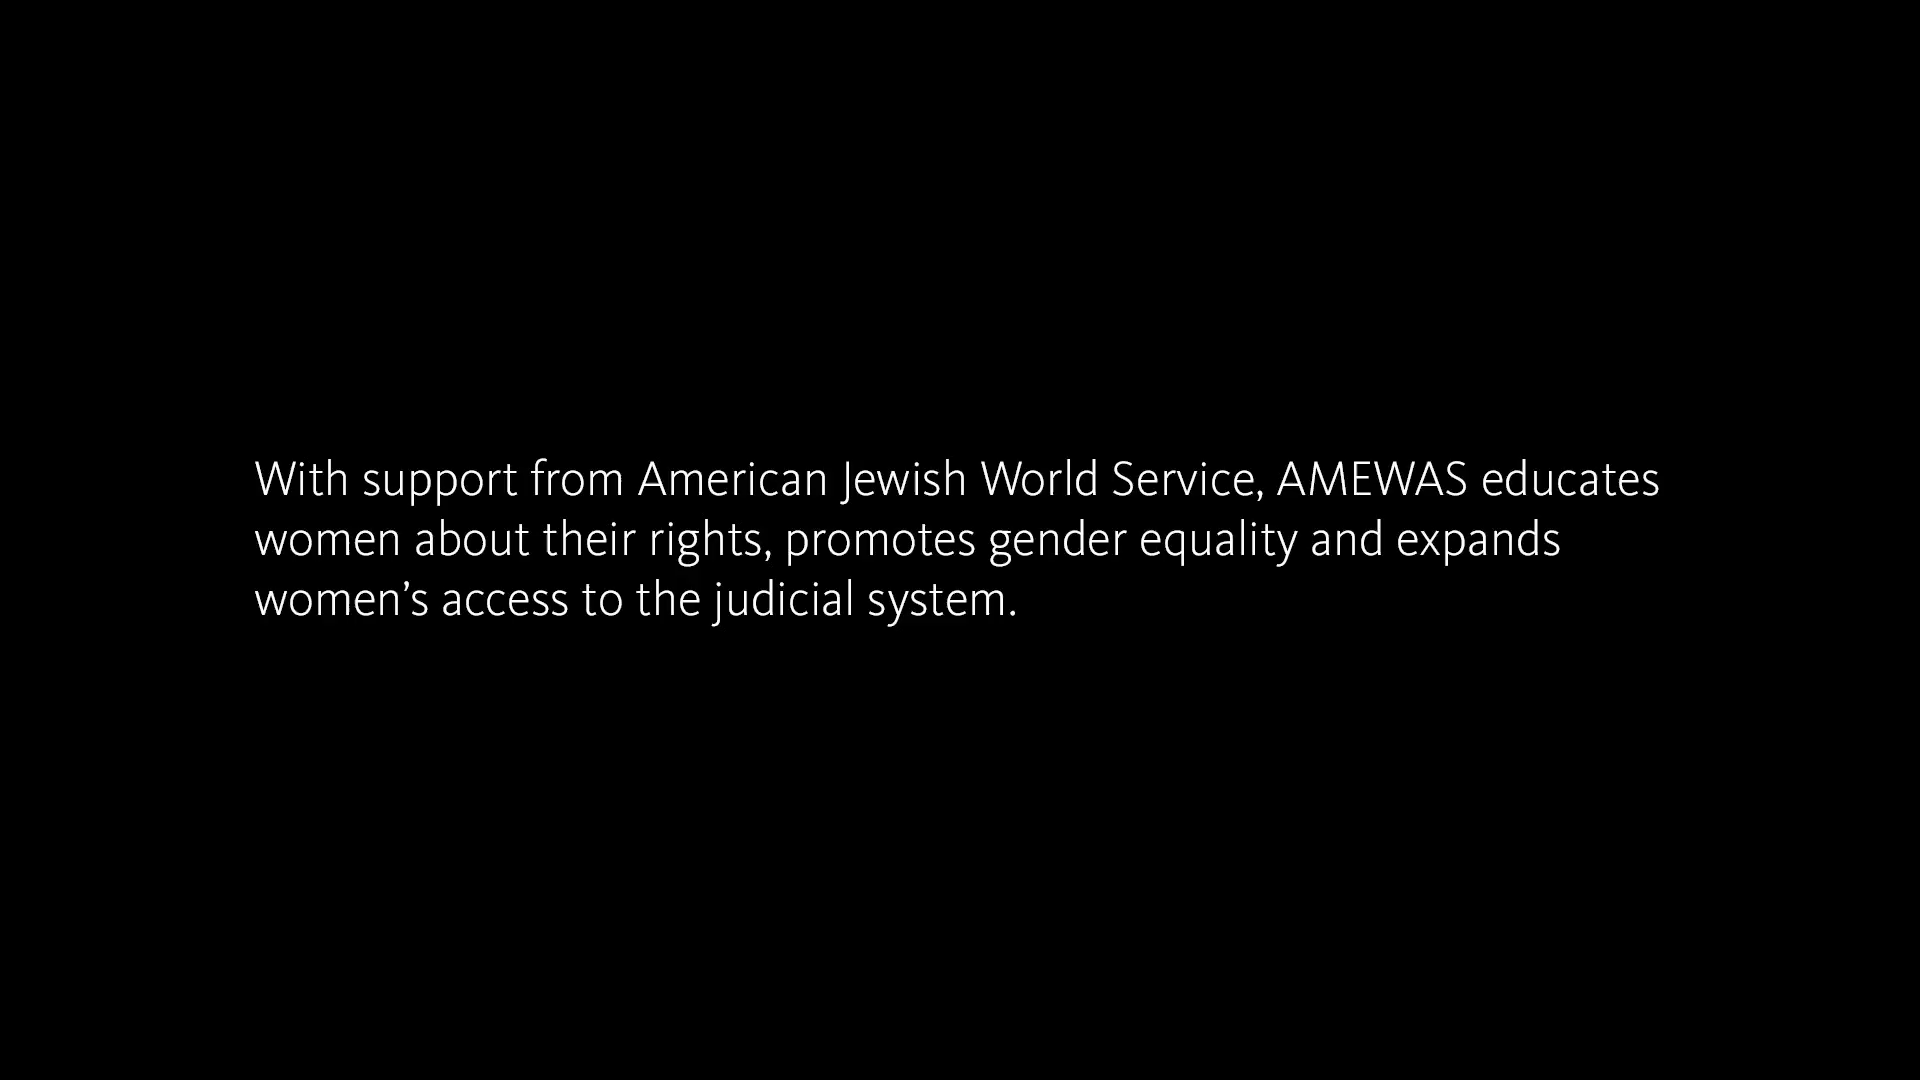 With support from American Jewish World Service, AMEWAS educates
women about their rights, promotes gender equality and expands
women’s access to the judicial system.